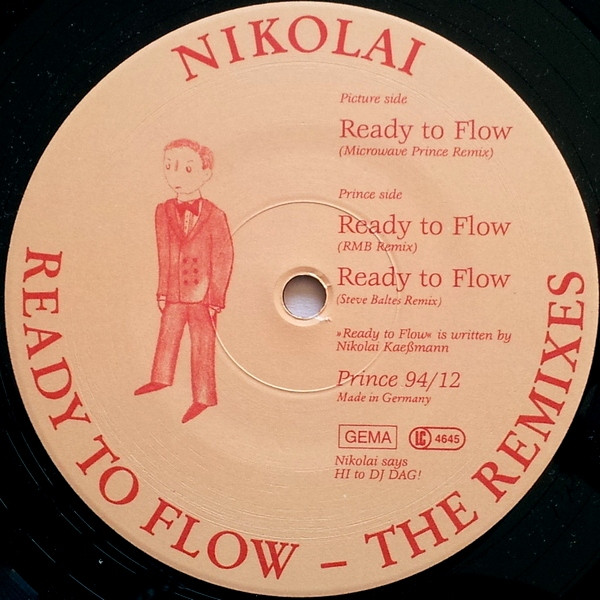 NIKOLAI
Picture side
Ready to Flow
(Microwave Prince Remix)
Prince side
Ready to Flow
(RMB Remix)
Ready to Flow
(Steve Baltes Remix)
»Ready to Flow« is written by
Nikolai Kaeßmann
Prince 94/12
Made in Germany
GEMA LC 4645
Nikolai says
HI to DJ DAG!
READY TO FLOW – THE REMIXES